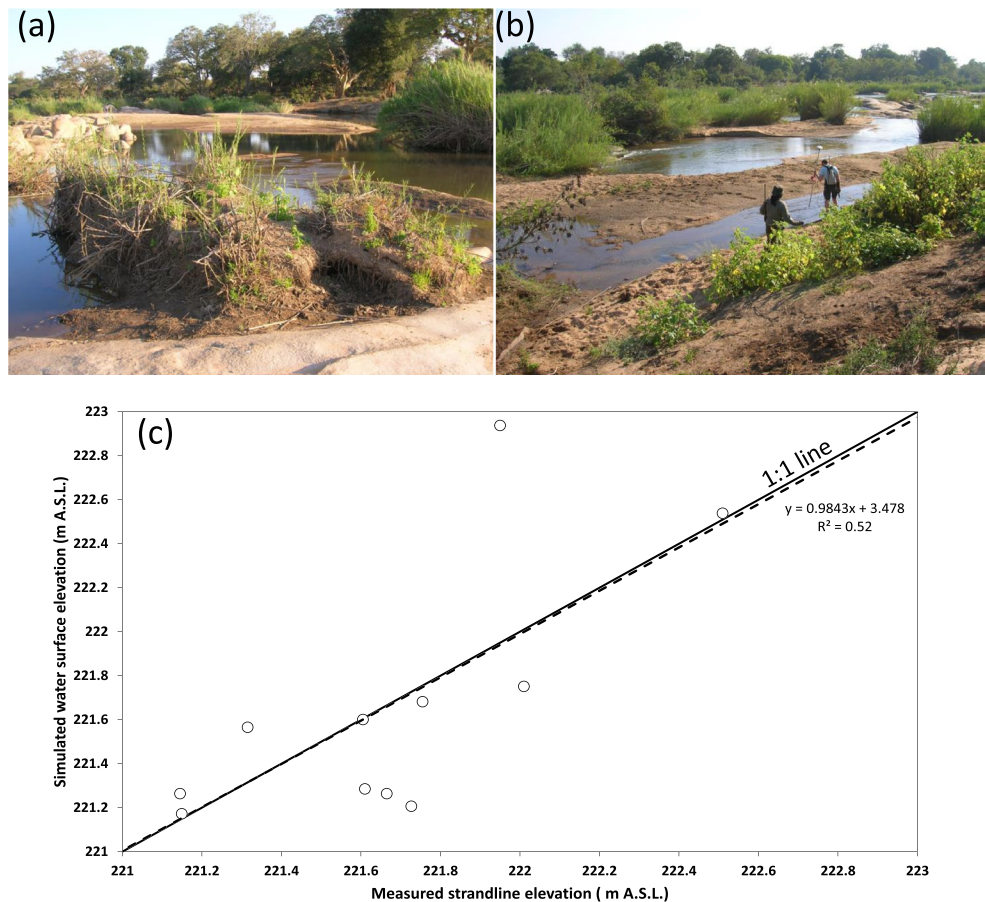 (a)
(b)
(c)
Simulated water surface elevation (m A.S.L.)
223
222.8
222.6
222.4
222.2
222
221.8
221.6
221.4
221.2
221
1:1 line
y = 0.9843x + 3.478
R² = 0.52
221 221.2 221.4 221.6 221.8 222 222.2 222.4 222.6 222.8 223
Measured strandline elevation ( m A.S.L.)